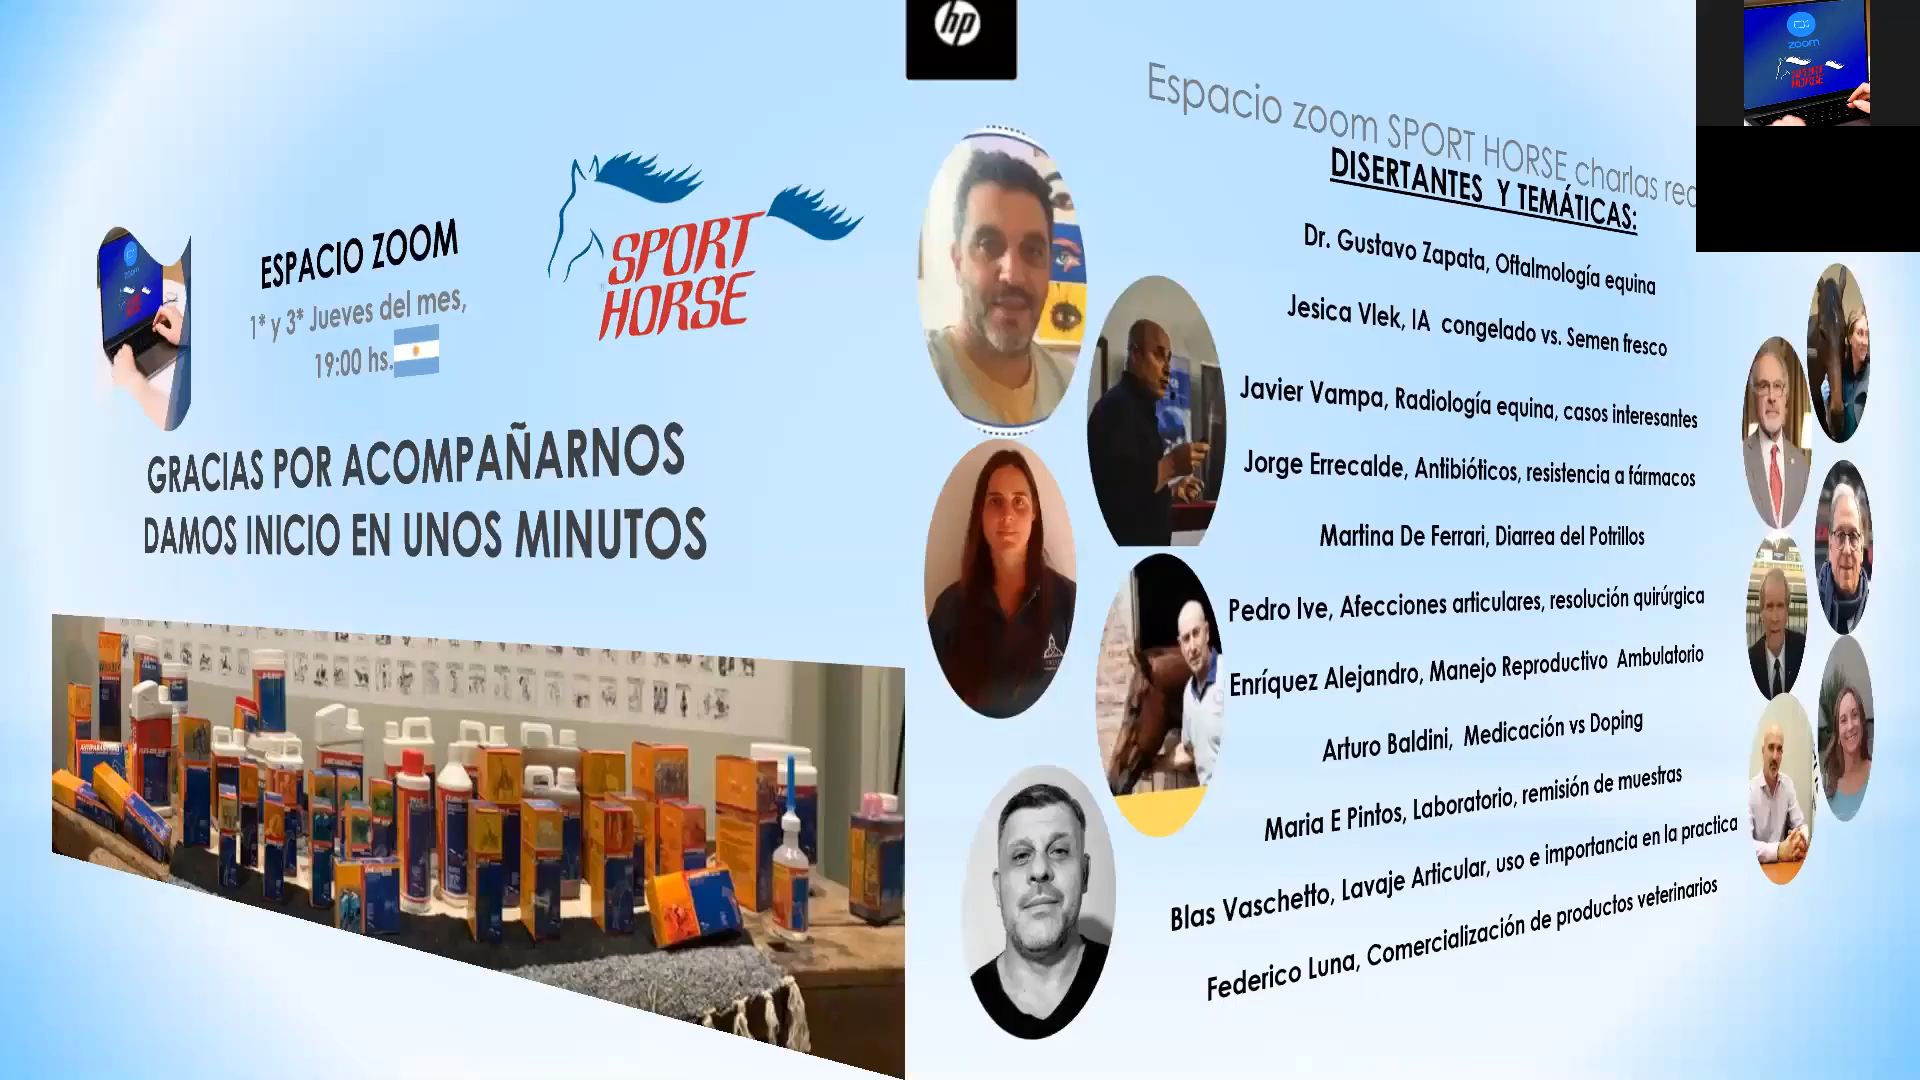 hp
zoom
SPORT
HORSE
ESPACIO ZOOM
1* y 3* Jueves del mes,
19:00 hs.
SPORT
HORSE
GRACIAS POR ACOMPAÑARNOS
DAMOS INICIO EN UNOS MINUTOS
Espacio zoom SPORT HORSE charlas
DISERTANTES Y TEMÁTICAS:
Dr. Gustavo Zapata, Oftalmología equina
Jesica Vlek, IA congelado vs. Semen fresco
Javier Vampa, Radiología equina, casos interesantes
Jorge Errecalde, Antibióticos, resistencia a fármacos
Martina De Ferrari, Diarrea del Potrillos
Pedro Ive, Afecciones articulares, resolución quirúrgica
Enríquez Alejandro, Manejo Reproductivo Ambulatorio
Arturo Baldini, Medicación vs Doping
Maria E Pintos, Laboratorio, remisión de muestras
Blas Vaschetto, Lavaje Articular, uso e importancia en la practica
Federico Luna, Comercialización de productos veterinarios